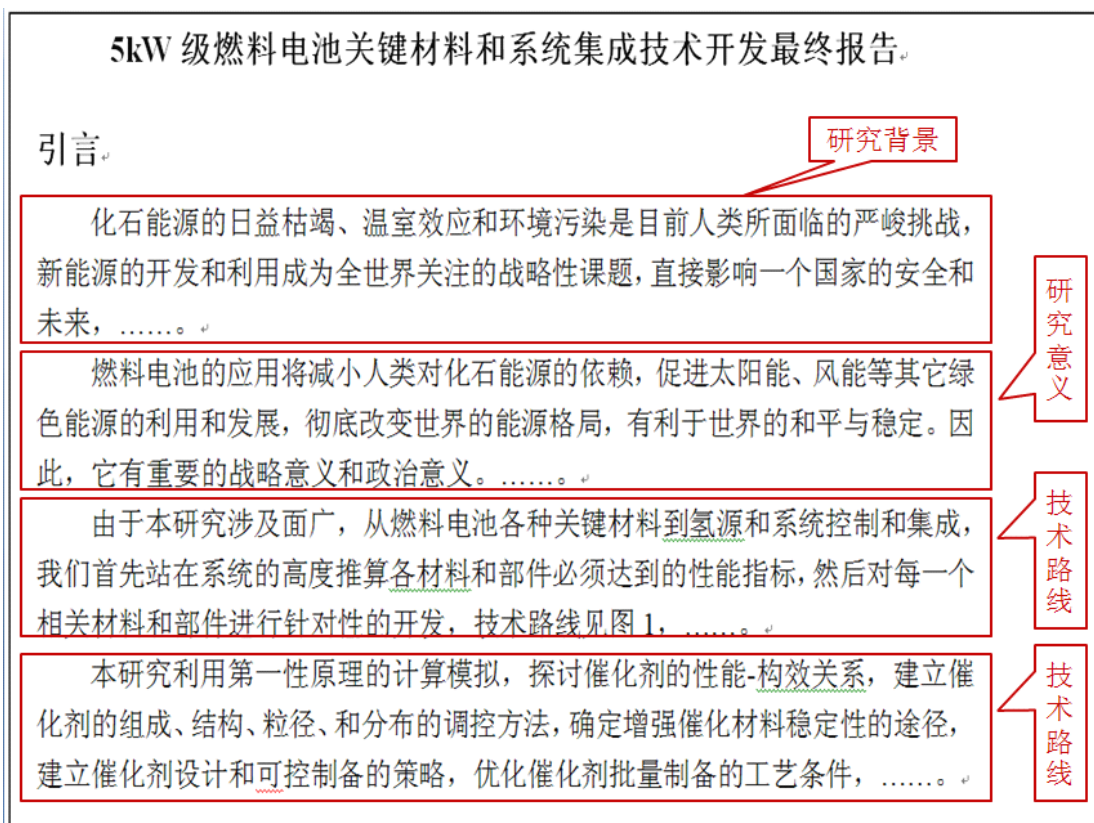 5kW 级燃料电池关键材料和系统集成技术开发最终报告
引言
研究背景
化石能源的日益枯竭、温室效应和环境污染是目前人类所面临的严峻挑战，
新能源的开发和利用成为全世界关注的战略性课题，直接影响一个国家的安全和
未来，……。
研究意义
燃料电池的应用将减小人类对化石能源的依赖，促进太阳能、风能等其它绿
色能源的利用和发展，彻底改变世界的能源格局，有利于世界的和平与稳定。因
此，它有重要的战略意义和政治意义。……。
技术路线
由于本研究涉及面广，从燃料电池各种关键材料到氢源和系统控制和集成，
我们首先站在系统的高度推算各材料和部件必须达到的性能指标，然后对每一个
相关材料和部件进行针对性的开发，技术路线见图 1，……。
技术路线
本研究利用第一性原理的计算模拟，探讨催化剂的性能-构效关系，建立催
化剂的组成、结构、粒径、和分布的调控方法，确定增强催化材料稳定性的途径，
建立催化剂设计和可控制备的策略，优化催化剂批量制备的工艺条件，……。